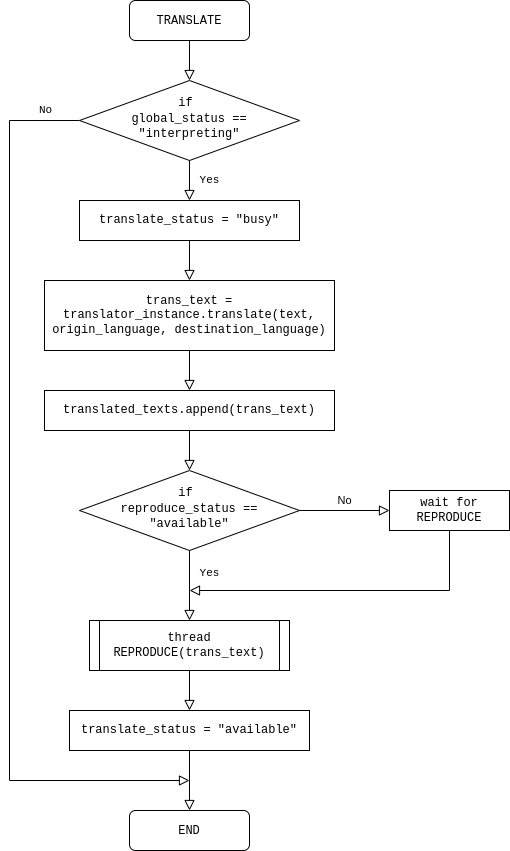 TRANSLATE
No
if
global_status ==
"interpreting"
Yes
translate_status = "busy"
trans_text =
translator_instance.translate(text,
origin_language, destination_language)
translated_texts.append(trans_text)
if
reproduce_status ==
"available"
No
wait for
REPRODUCE
Yes
thread
REPRODUCE(trans_text)
translate_status = "available"
END